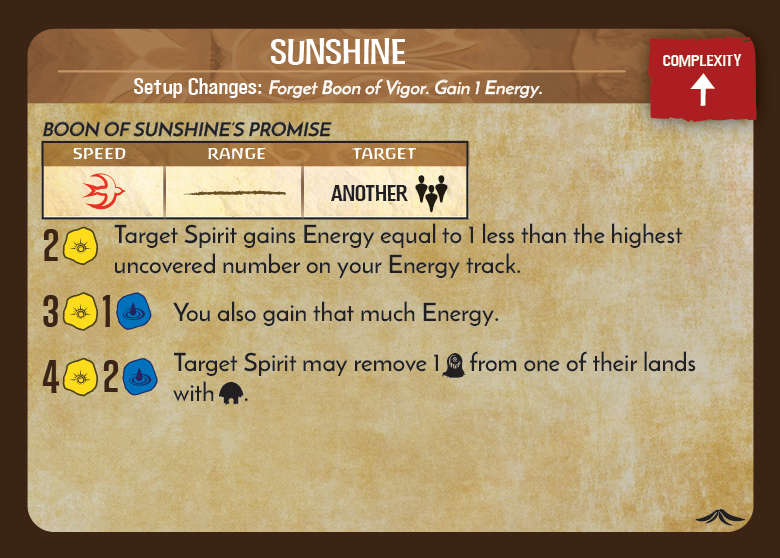 SUNSHINE
Setup Changes: Forget Boon of Vigor. Gain 1 Energy.
COMPLEXITY
BOON OF SUNSHINE'S PROMISE
SPEED RANGE TARGET
ANOTHER
2 Target Spirit gains Energy equal to 1 less than the highest
uncovered number on your Energy track.
3 1 You also gain that much Energy.
4 2 Target Spirit may remove 1 from one of their lands
with .